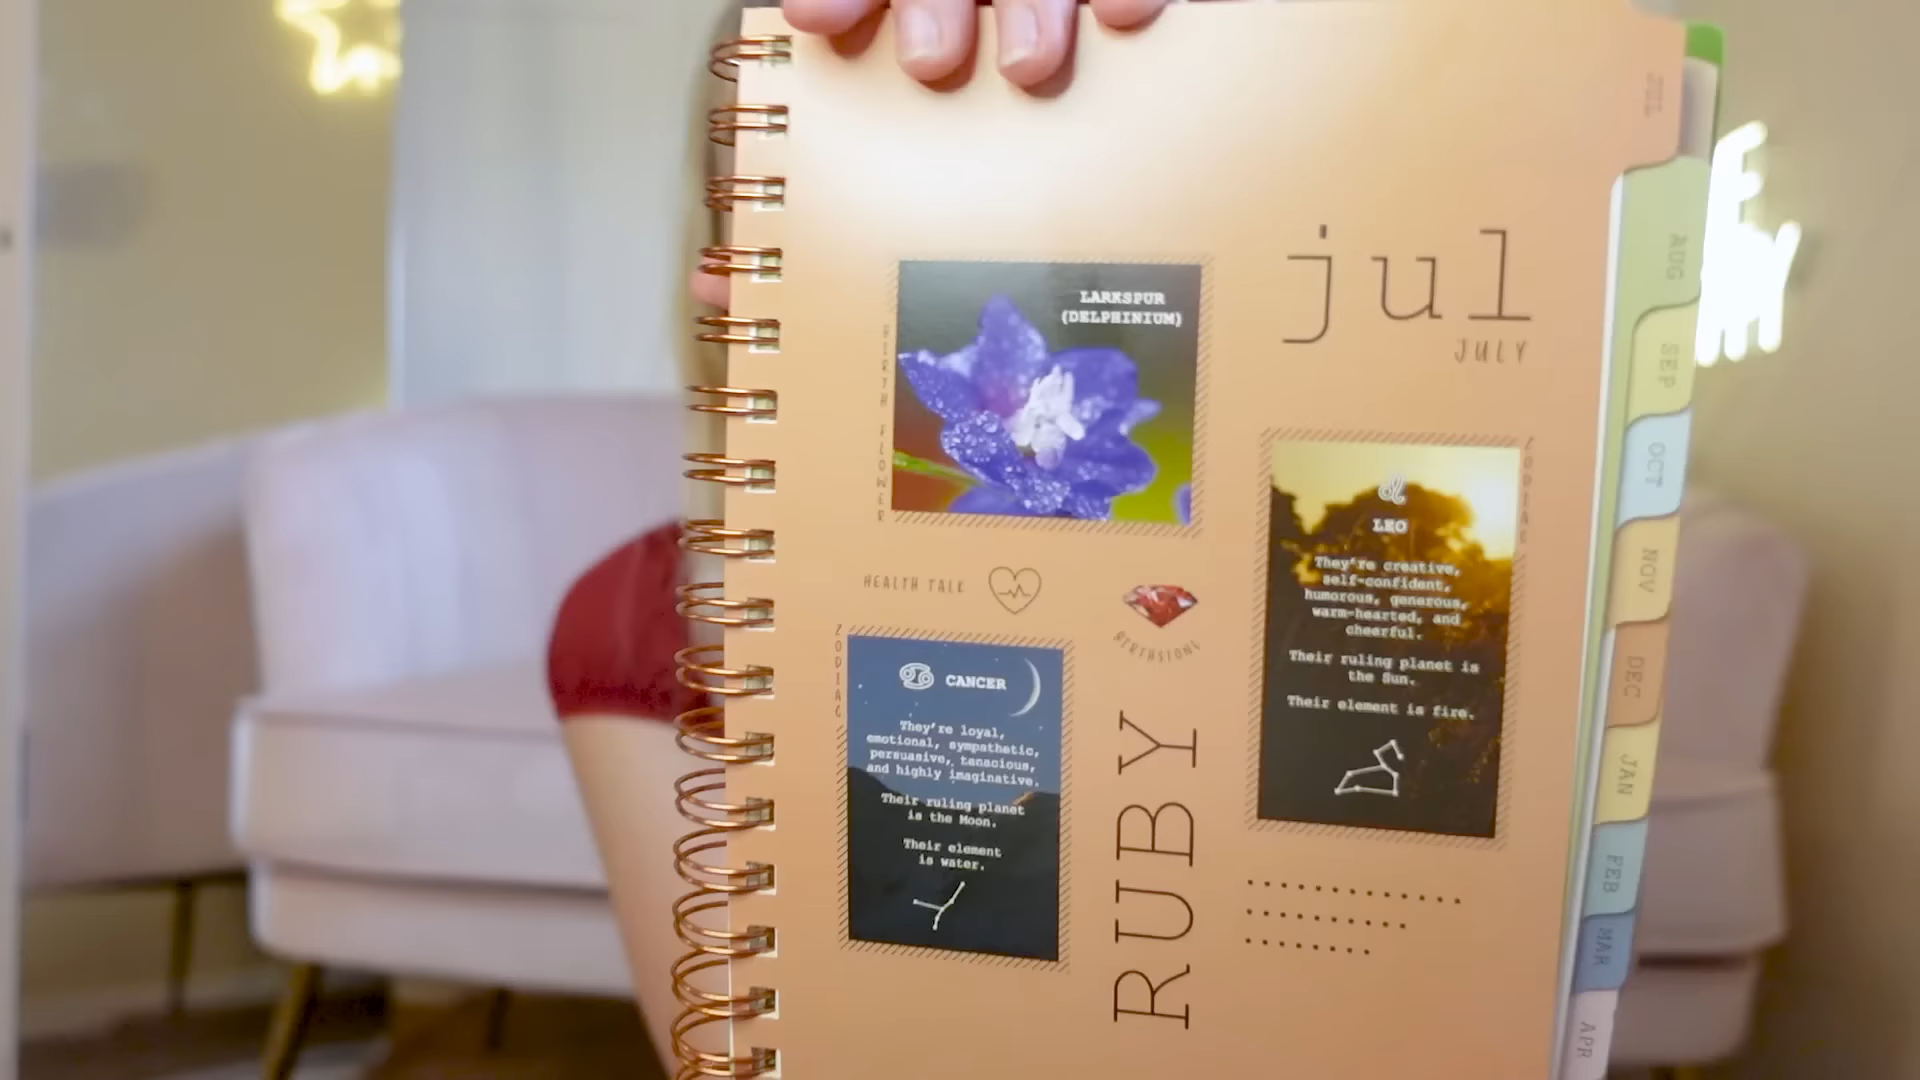 jul
JULY
LARKSPUR
(DELPHINIUM)
BIRTH FLOWER
ZODIAC
LEO
They're creative,
self-confident,
humorous, generous,
warm-hearted, and
cheerful.
Their ruling planet is
the Sun.
Their element is fire.
HEALTH TALK
BIRTHSTONE
RUBY
ZODIAC
CANCER
They're loyal,
emotional, sympathetic,
persuasive, tenacious,
and highly imaginative.
Their ruling planet
is the Moon.
Their element
is water.
AUG
SEP
OCT
NOV
DEC
JAN
FEB
MAR
APR
E